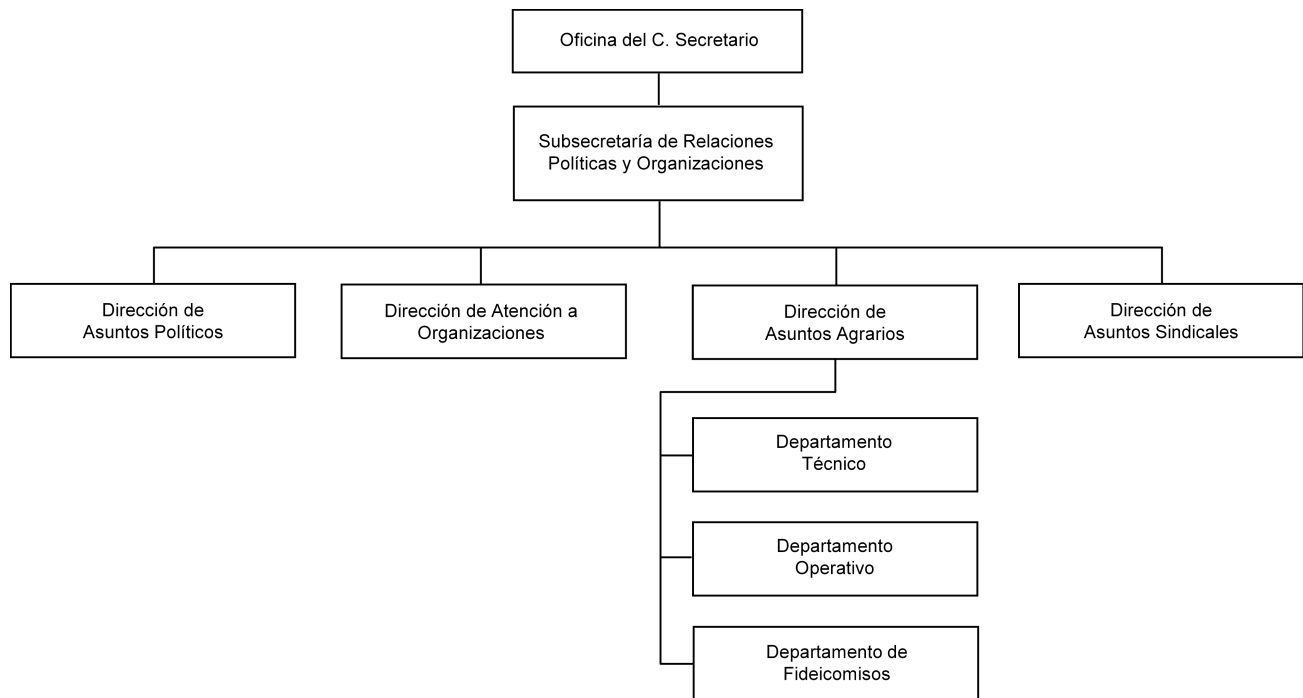 Oficina del C. Secretario
Subsecretaría de Relaciones
Políticas y Organizaciones
Dirección de
Asuntos Políticos
Dirección de Atención a
Organizaciones
Dirección de
Asuntos Agrarios
Dirección de
Asuntos Sindicales
Departamento
Técnico
Departamento
Operativo
Departamento de
Fideicomisos